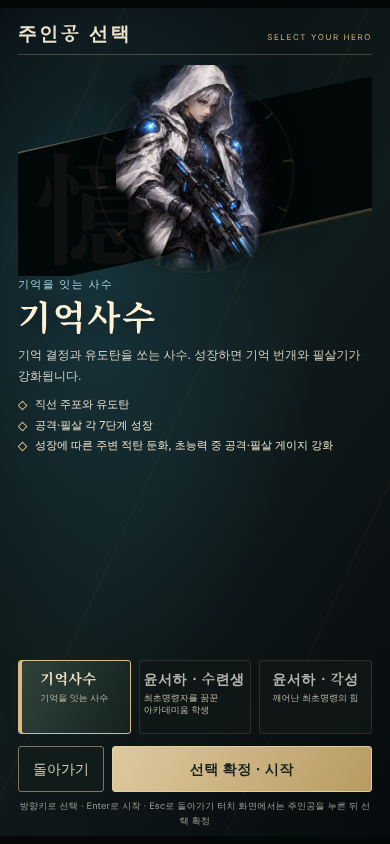 주인공 선택
SELECT YOUR HERO
憶
기억을 잇는 사수
기억사수
기억 결정과 유도탄을 쏘는 사수. 성장하면 기억 번개와 필살기가
강화됩니다.
◇ 직선 주포와 유도탄
◇ 공격·필살 각 7단계 성장
◇ 성장에 따른 주변 적탄 둔화, 초능력 중 공격·필살 게이지 강화
기억사수
기억을 잇는 사수
윤서하 · 수련생
최초명령자를 꿈꾼
아카데미움 학생
윤서하 · 각성
깨어난 최초명령의 힘
돌아가기
선택 확정 · 시작
방향키로 선택 · Enter로 시작 · Esc로 돌아가기 터치 화면에서는 주인공을 누른 뒤 선
택 확정